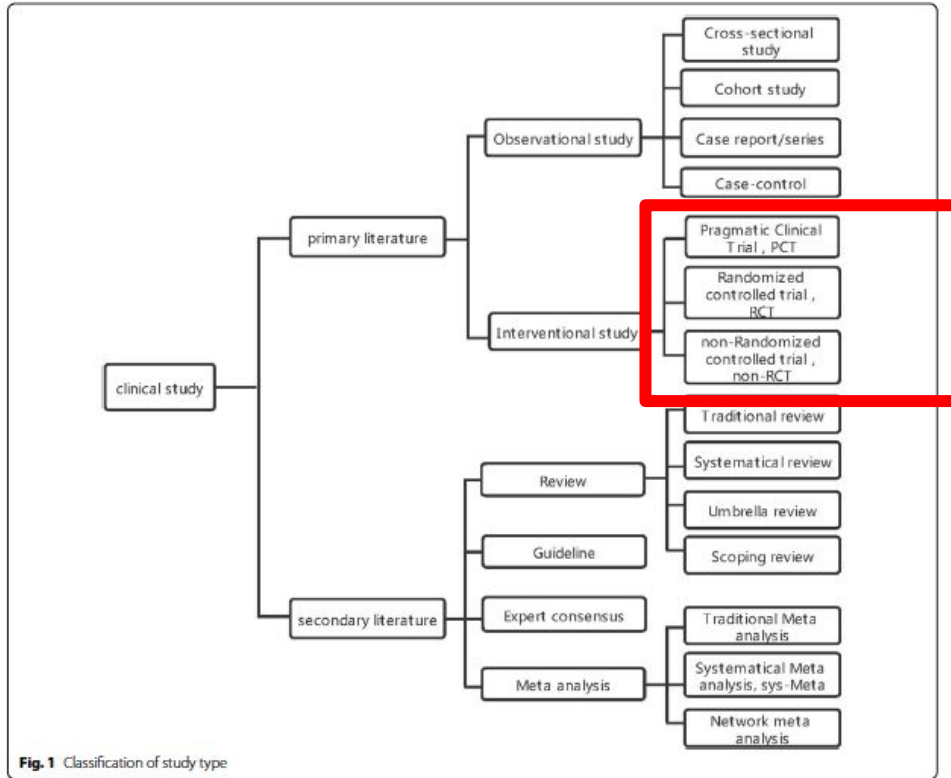 Cross-sectional
study
Cohort study
Observational study
Case report/series
Case-control
primary literature
Pragmatic Clinical
Trial , PCT
Randomized
controlled trial ,
RCT
Interventional study
non-Randomized
controlled trial ,
non-RCT
clinical study
Traditional review
Systematical review
Review
Umbrella review
Guideline
Scoping review
Expert consensus
secondary literature
Traditional Meta
analysis
Systematical Meta
analysis, sys-Meta
Meta analysis
Network meta
analysis
Fig. 1 Classification of study type